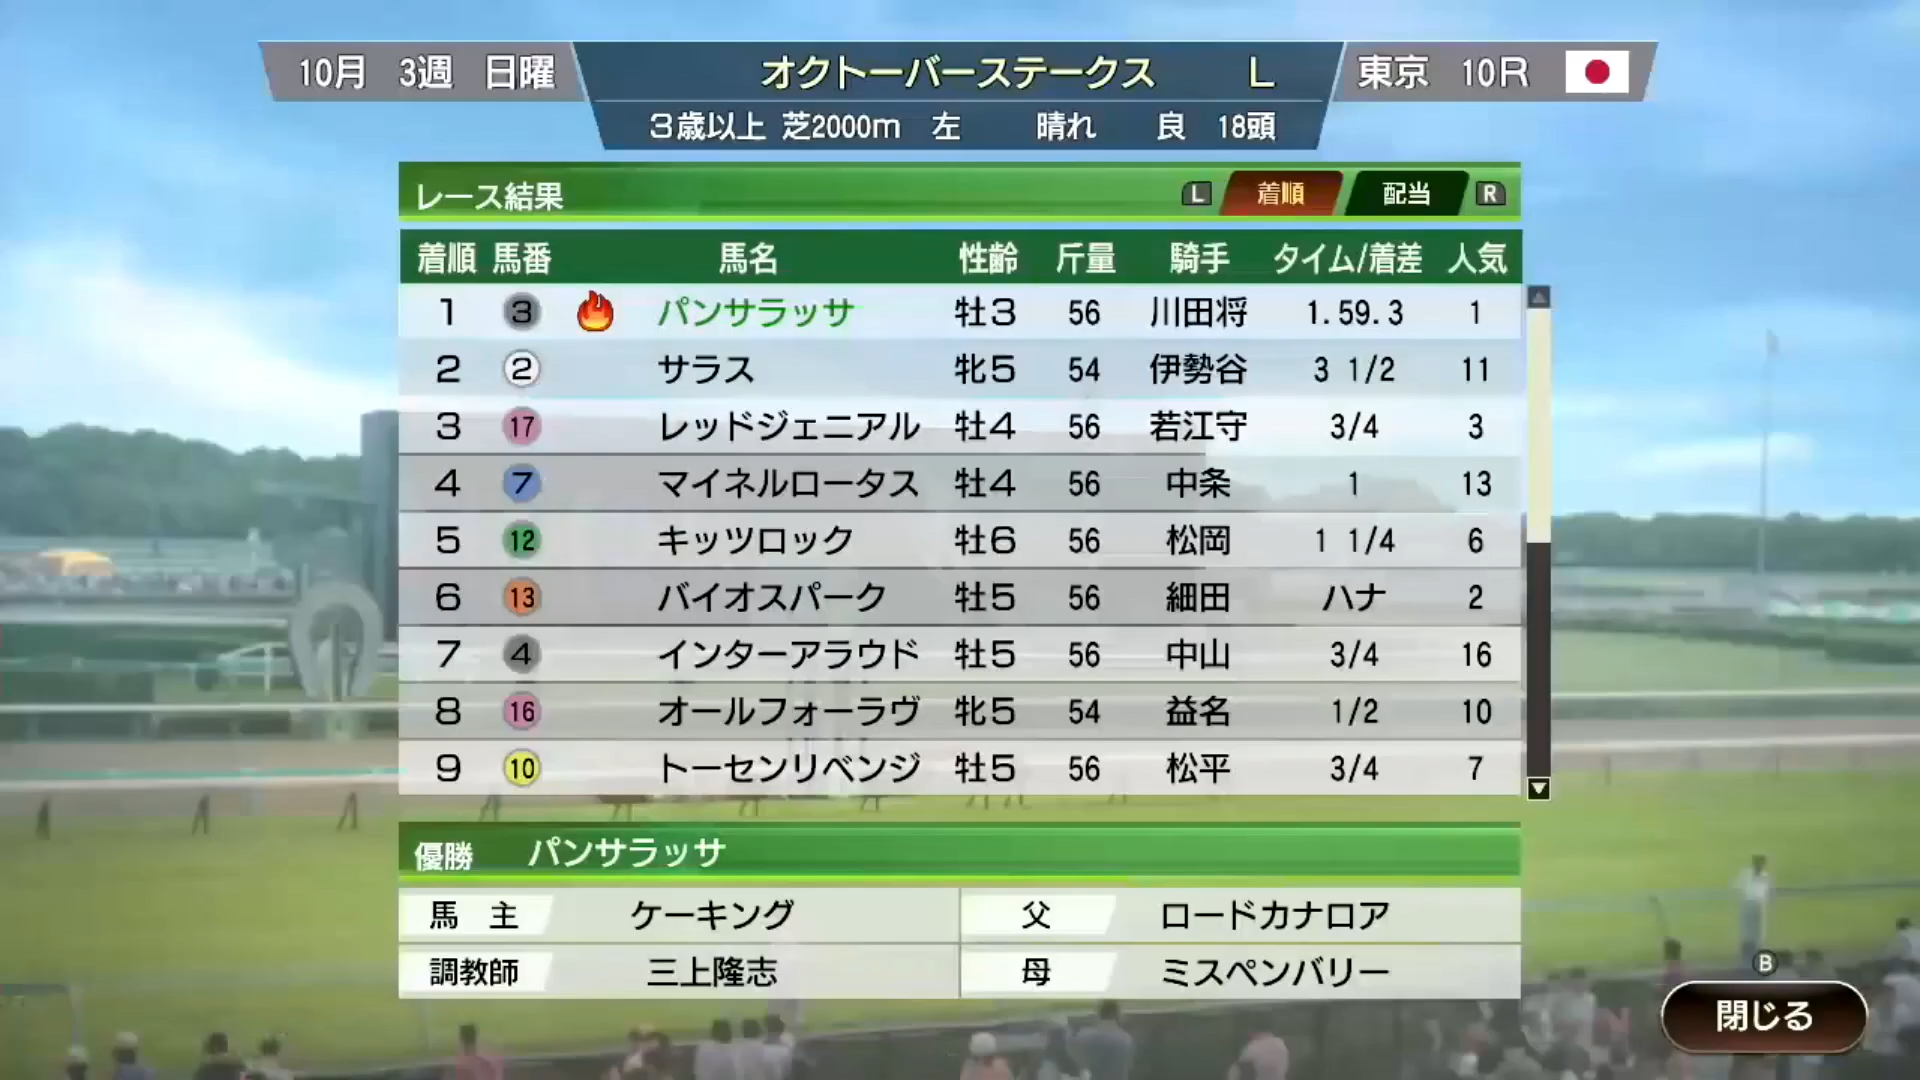 10月 3週 日曜 オクトーバーステークス L 東京 10R
3歳以上 芝2000m 左 晴れ 良 18頭
レース結果 L 着順 配当 R
着順 馬番 馬名 性齢 斤量 騎手 タイム/着差 人気
1 3 パンサラッサ 牡3 56 川田将 1.59.3 1
2 2 サラス 牝5 54 伊勢谷 3 1/2 11
3 17 レッドジェニアル 牡4 56 若江守 3/4 3
4 7 マイネルロータス 牡4 56 中条 1 13
5 12 キッツロック 牡6 56 松岡 1 1/4 6
6 13 バイオスパーク 牡5 56 細田 ハナ 2
7 4 インターアラウド 牡5 56 中山 3/4 16
8 16 オールフォーラヴ 牝5 54 益名 1/2 10
9 10 トーセンリベンジ 牡5 56 松平 3/4 7
優勝 パンサラッサ
馬主 ケーキング 父 ロードカナロア
調教師 三上隆志 母 ミスペンバリー
B
閉じる